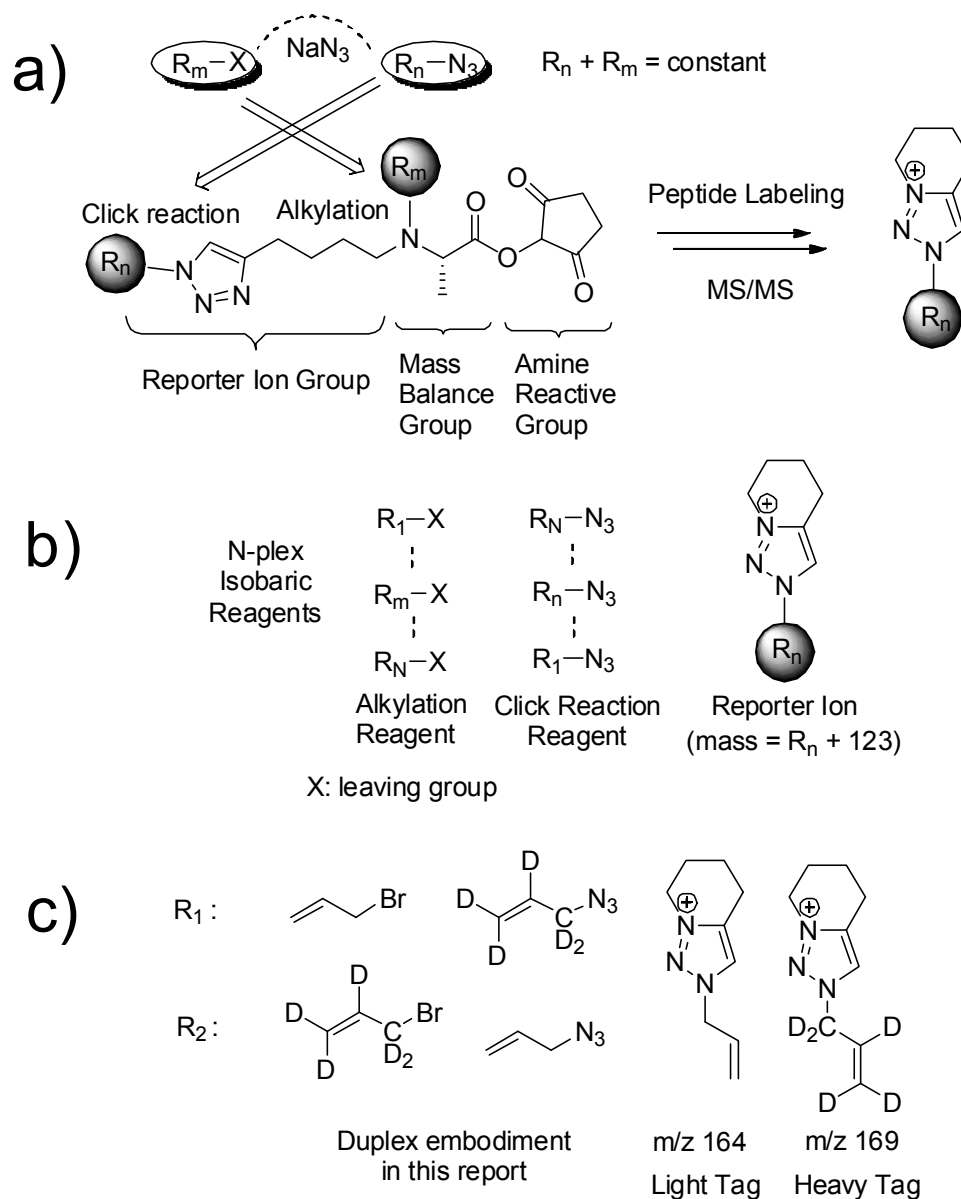 a)
Rm–X
NaN3
Rn–N3
Rn + Rm = constant
Click reaction
Alkylation
Rm
Rn
N
N
N
N
O
O
O
O
Peptide Labeling
MS/MS
+
N
N
N
Rn
Reporter Ion Group
Mass
Balance
Group
Amine
Reactive
Group
b)
N-plex
Isobaric
Reagents
R1–X
Rm–X
RN–X
Alkylation
Reagent
RN–N3
Rn–N3
R1–N3
Click Reaction
Reagent
X: leaving group
+
N
N
N
Rn
Reporter Ion
(mass = Rn + 123)
c)
R1 :
Br
D
D
D
C
D2
N3
R2 :
D
D
D
C
D2
Br
N3
Duplex embodiment
in this report
+
N
N
N
m/z 164
Light Tag
+
N
N
N
D2
D
D
D
m/z 169
Heavy Tag